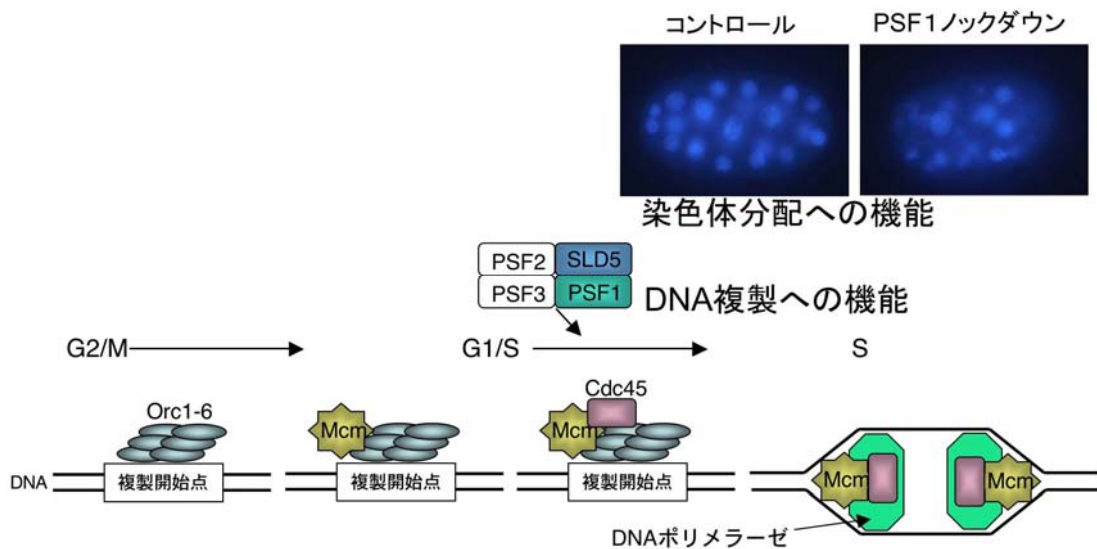 コントロール
PSF1ノックダウン
染色体分配への機能
PSF2 SLD5
PSF3 PSF1
DNA複製への機能
G2/M
G1/S
S
Orc1-6
Mcm
Cdc45
Mcm
Mcm
Mcm
DNA
複製開始点
複製開始点
複製開始点
DNAポリメラーゼ